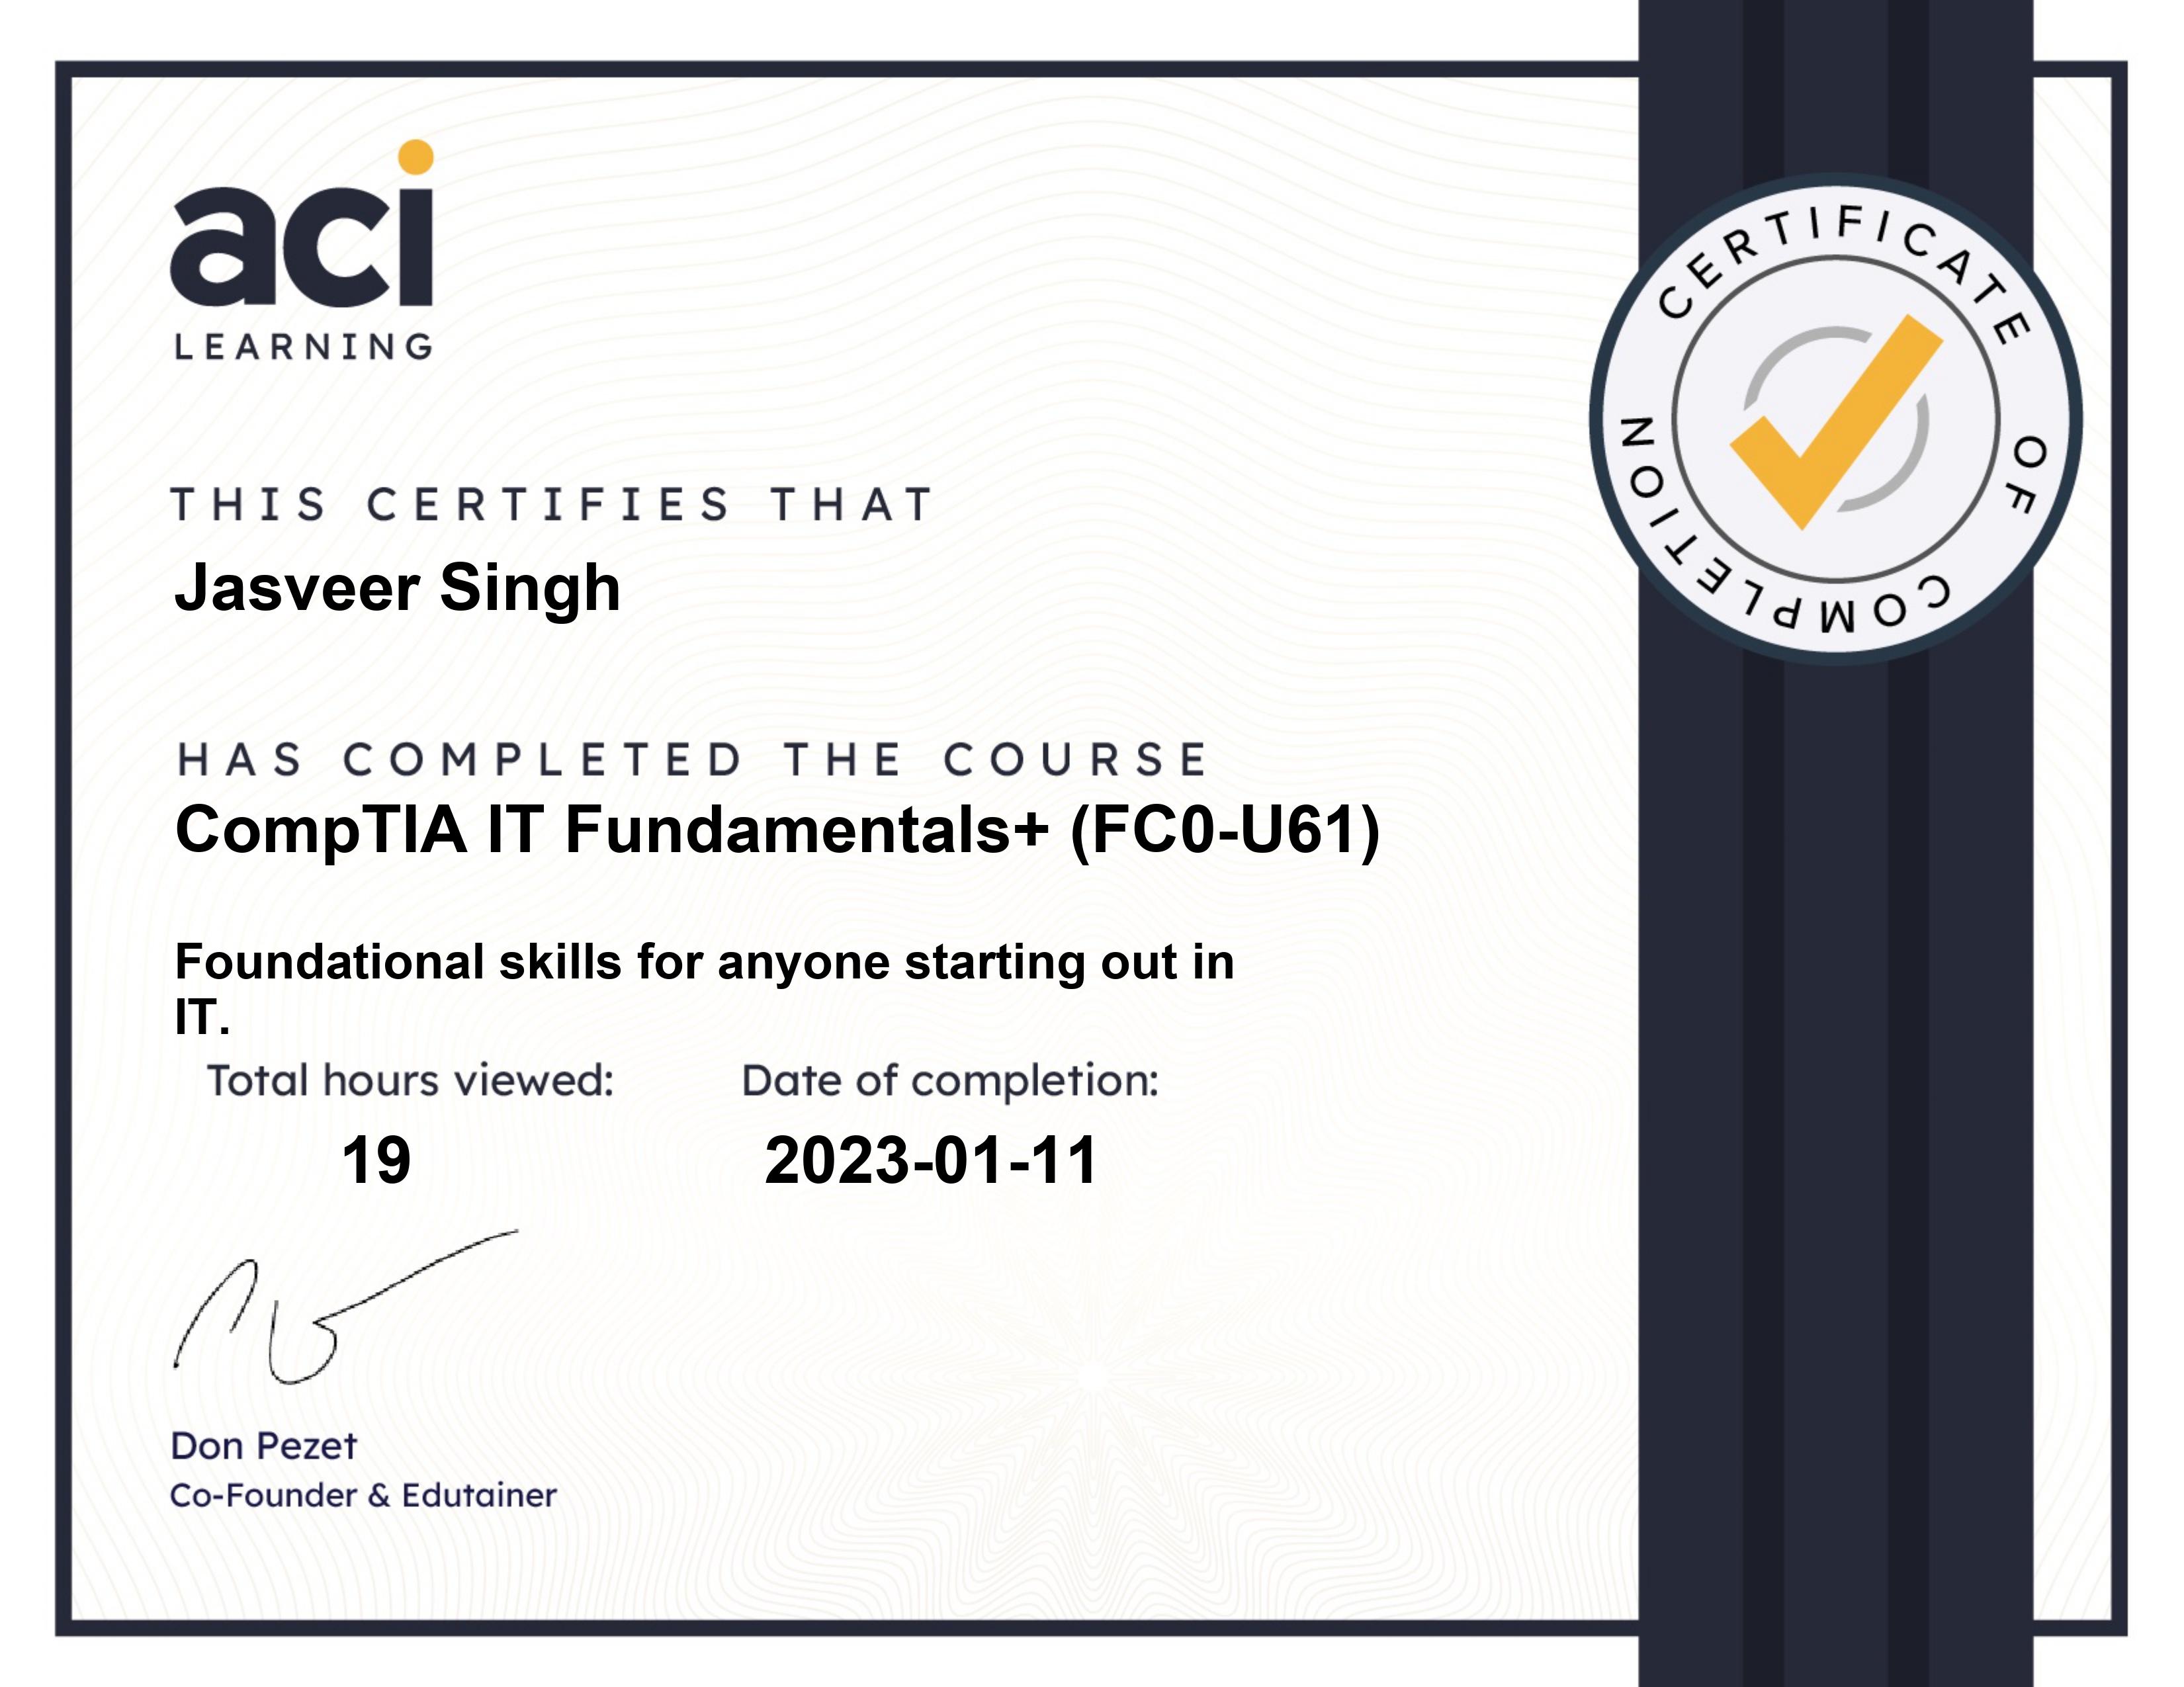 aci
LEARNING
CERTIFICATE OF COMPLETION
THIS CERTIFIES THAT
Jasveer Singh
HAS COMPLETED THE COURSE
CompTIA IT Fundamentals+ (FC0-U61)
Foundational skills for anyone starting out in
IT.
Total hours viewed: Date of completion:
19 2023-01-11
Don Pezet
Co-Founder & Edutainer